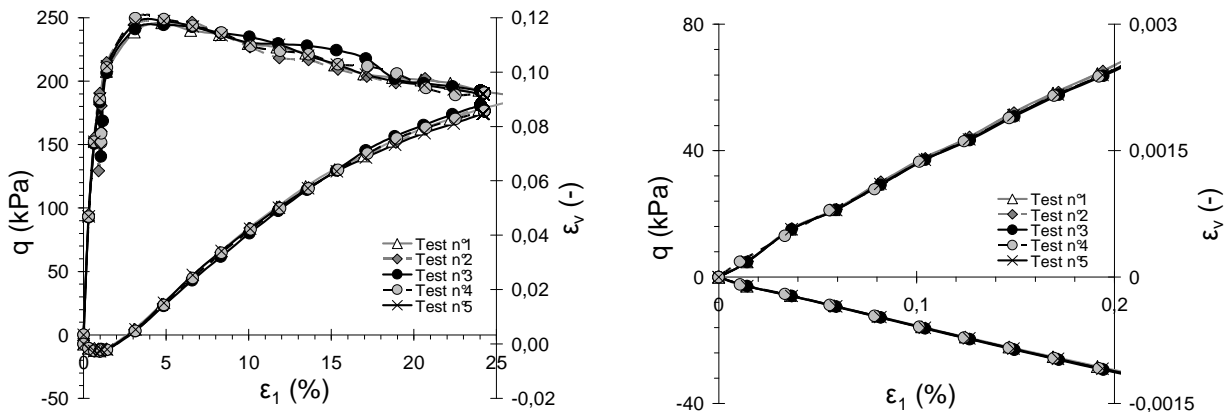 250
200
150
100
50
0
-50
q (kPa)
0,12
0,10
0,08
0,06
0,04
0,02
0,00
-0,02
εv (-)
0 5 10 15 20 25
ε1 (%)
Test n°1
Test n°2
Test n°3
Test n°4
Test n°5
80
40
0
-40
q (kPa)
0,003
0,0015
0
-0,0015
εv (-)
0,1 0,2
ε1 (%)
Test n°1
Test n°2
Test n°3
Test n°4
Test n°5